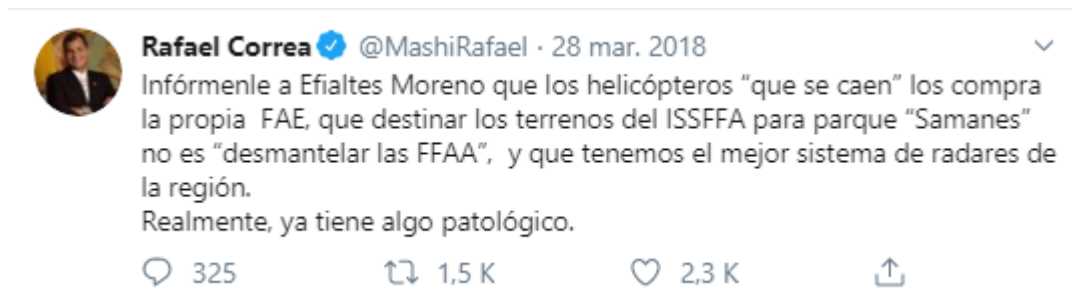 Rafael Correa @MashiRafael · 28 mar. 2018
Infórmenle a Efialtes Moreno que los helicópteros “que se caen” los compra
la propia  FAE, que destinar los terrenos del ISSFFA para parque “Samanes”
no es “desmantelar las FFAA”,  y que tenemos el mejor sistema de radares de
la región.
Realmente, ya tiene algo patológico.
325 1,5 K 2,3 K